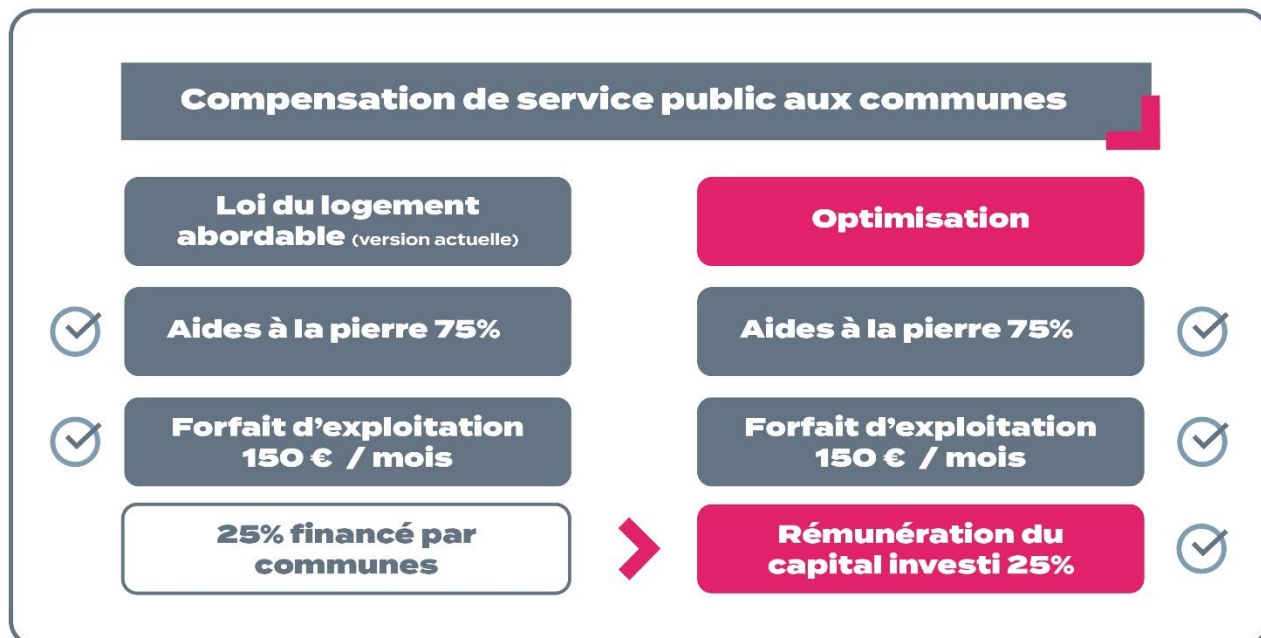 Compensation de service public aux communes
Loi du logement
abordable (version actuelle)
Optimisation
Aides à la pierre 75%
Aides à la pierre 75%
Forfait d'exploitation
150 € / mois
Forfait d'exploitation
150 € / mois
25% financé par
communes
Rémunération du
capital investi 25%